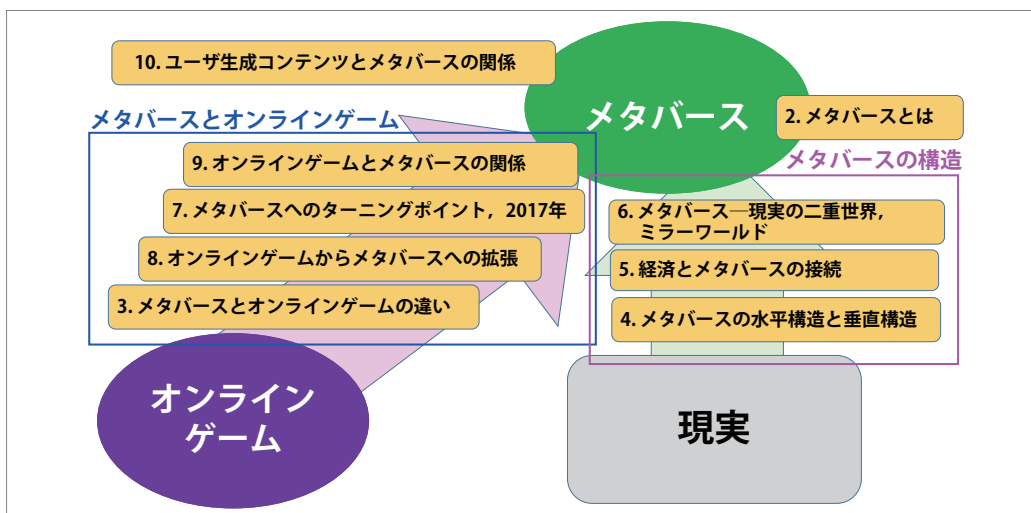 10. ユーザ生成コンテンツとメタバースの関係
メタバース
2. メタバースとは
メタバースとオンラインゲーム
9. オンラインゲームとメタバースの関係
7. メタバースへのターニングポイント，2017年
8. オンラインゲームからメタバースへの拡張
3. メタバースとオンラインゲームの違い
メタバースの構造
6. メタバース―現実の二重世界，
ミラーワールド
5. 経済とメタバースの接続
4. メタバースの水平構造と垂直構造
オンライン
ゲーム
現実